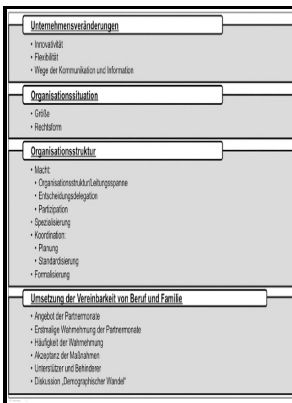 Unternehmensveränderungen
• Innovativität
• Flexibilität
• Wege der Kommunikation und Information
Organisationssituation
• Größe
• Rechtsform
Organisationsstruktur
• Macht:
• Organisationsstruktur/Leitungsspanne
• Entscheidungsdelegation
• Partizipation
• Spezialisierung
• Koordination:
• Planung
• Standardisierung
• Formalisierung
Umsetzung der Vereinbarkeit von Beruf und Familie
• Angebot der Partnermonate
• Erstmalige Wahrnehmung der Partnermonate
• Häufigkeit der Wahrnehmung
• Akzeptanz der Maßnahmen
• Unterstützer und Behinderer
• Diskussion „Demographischer Wandel"